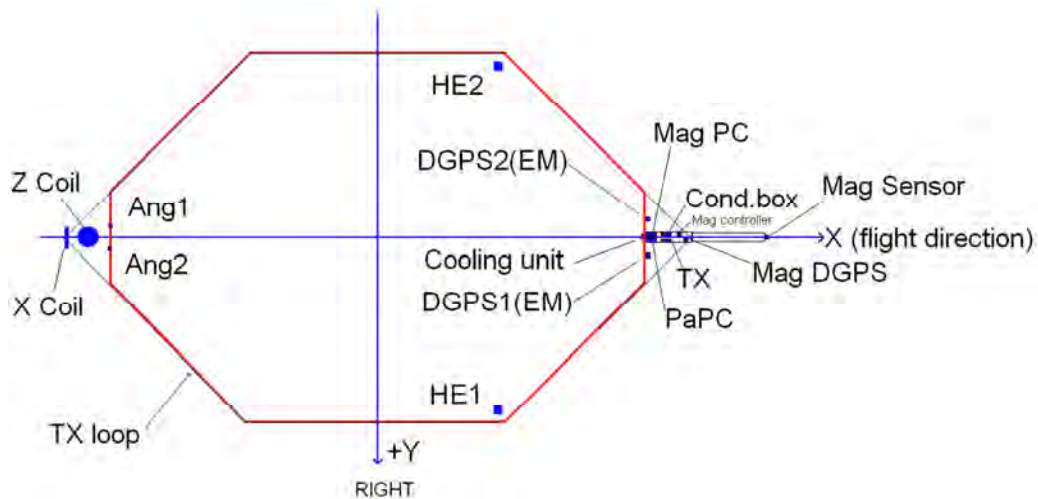 HE2
Mag PC
DGPS2(EM)
Z Coil
Mag Sensor
Ang1
Cond.box
Mag controller
X (flight direction)
Ang2
Cooling unit
TX
Mag DGPS
X Coil
DGPS1(EM)
PaPC
HE1
TX loop
+Y
RIGHT